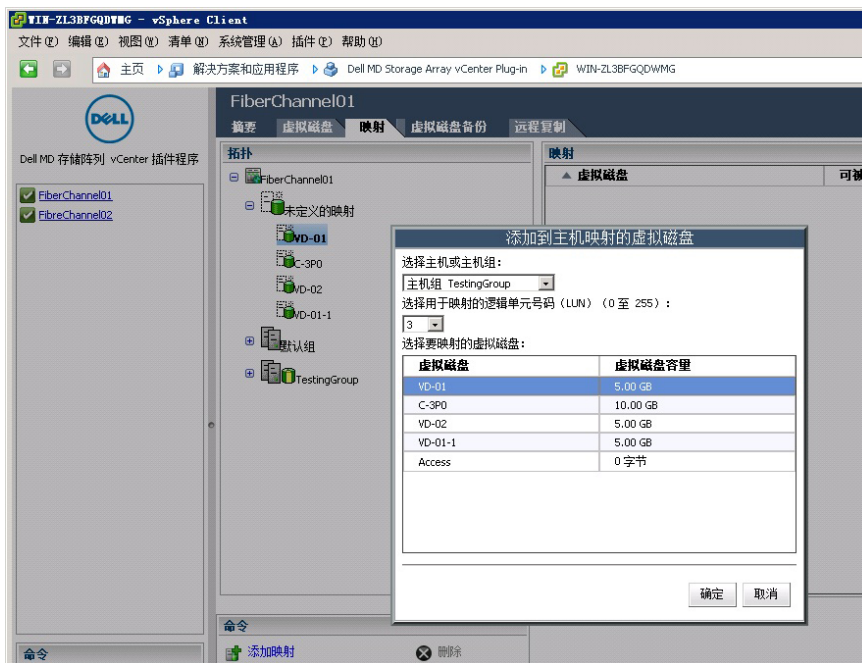 WIN-ZL3BFGQDWMG - vSphere Client
文件(F) 编辑(E) 视图(V) 清单(N) 系统管理(A) 插件(P) 帮助(H)
主页 解决方案和应用程序 Dell MD Storage Array vCenter Plug-in WIN-ZL3BFGQDWMG
DELL
Dell MD 存储阵列 vCenter 插件程序
FiberChannel01
FibreChannel02
命令
FiberChannel01
摘要 虚拟磁盘 映射 虚拟磁盘备份 远程复制
拓扑
FiberChannel01
未定义的映射
VD-01
C-3PO
VD-02
VD-01-1
默认组
TestingGroup
命令
添加映射 删除
映射
虚拟磁盘
添加到主机映射的虚拟磁盘
选择主机或主机组：
主机组 TestingGroup
选择用于映射的逻辑单元号码（LUN）（0 至 255）：
3
选择要映射的虚拟磁盘：
虚拟磁盘 虚拟磁盘容量
VD-01 5.00 GB
C-3PO 10.00 GB
VD-02 5.00 GB
VD-01-1 5.00 GB
Access 0 字节
确定 取消